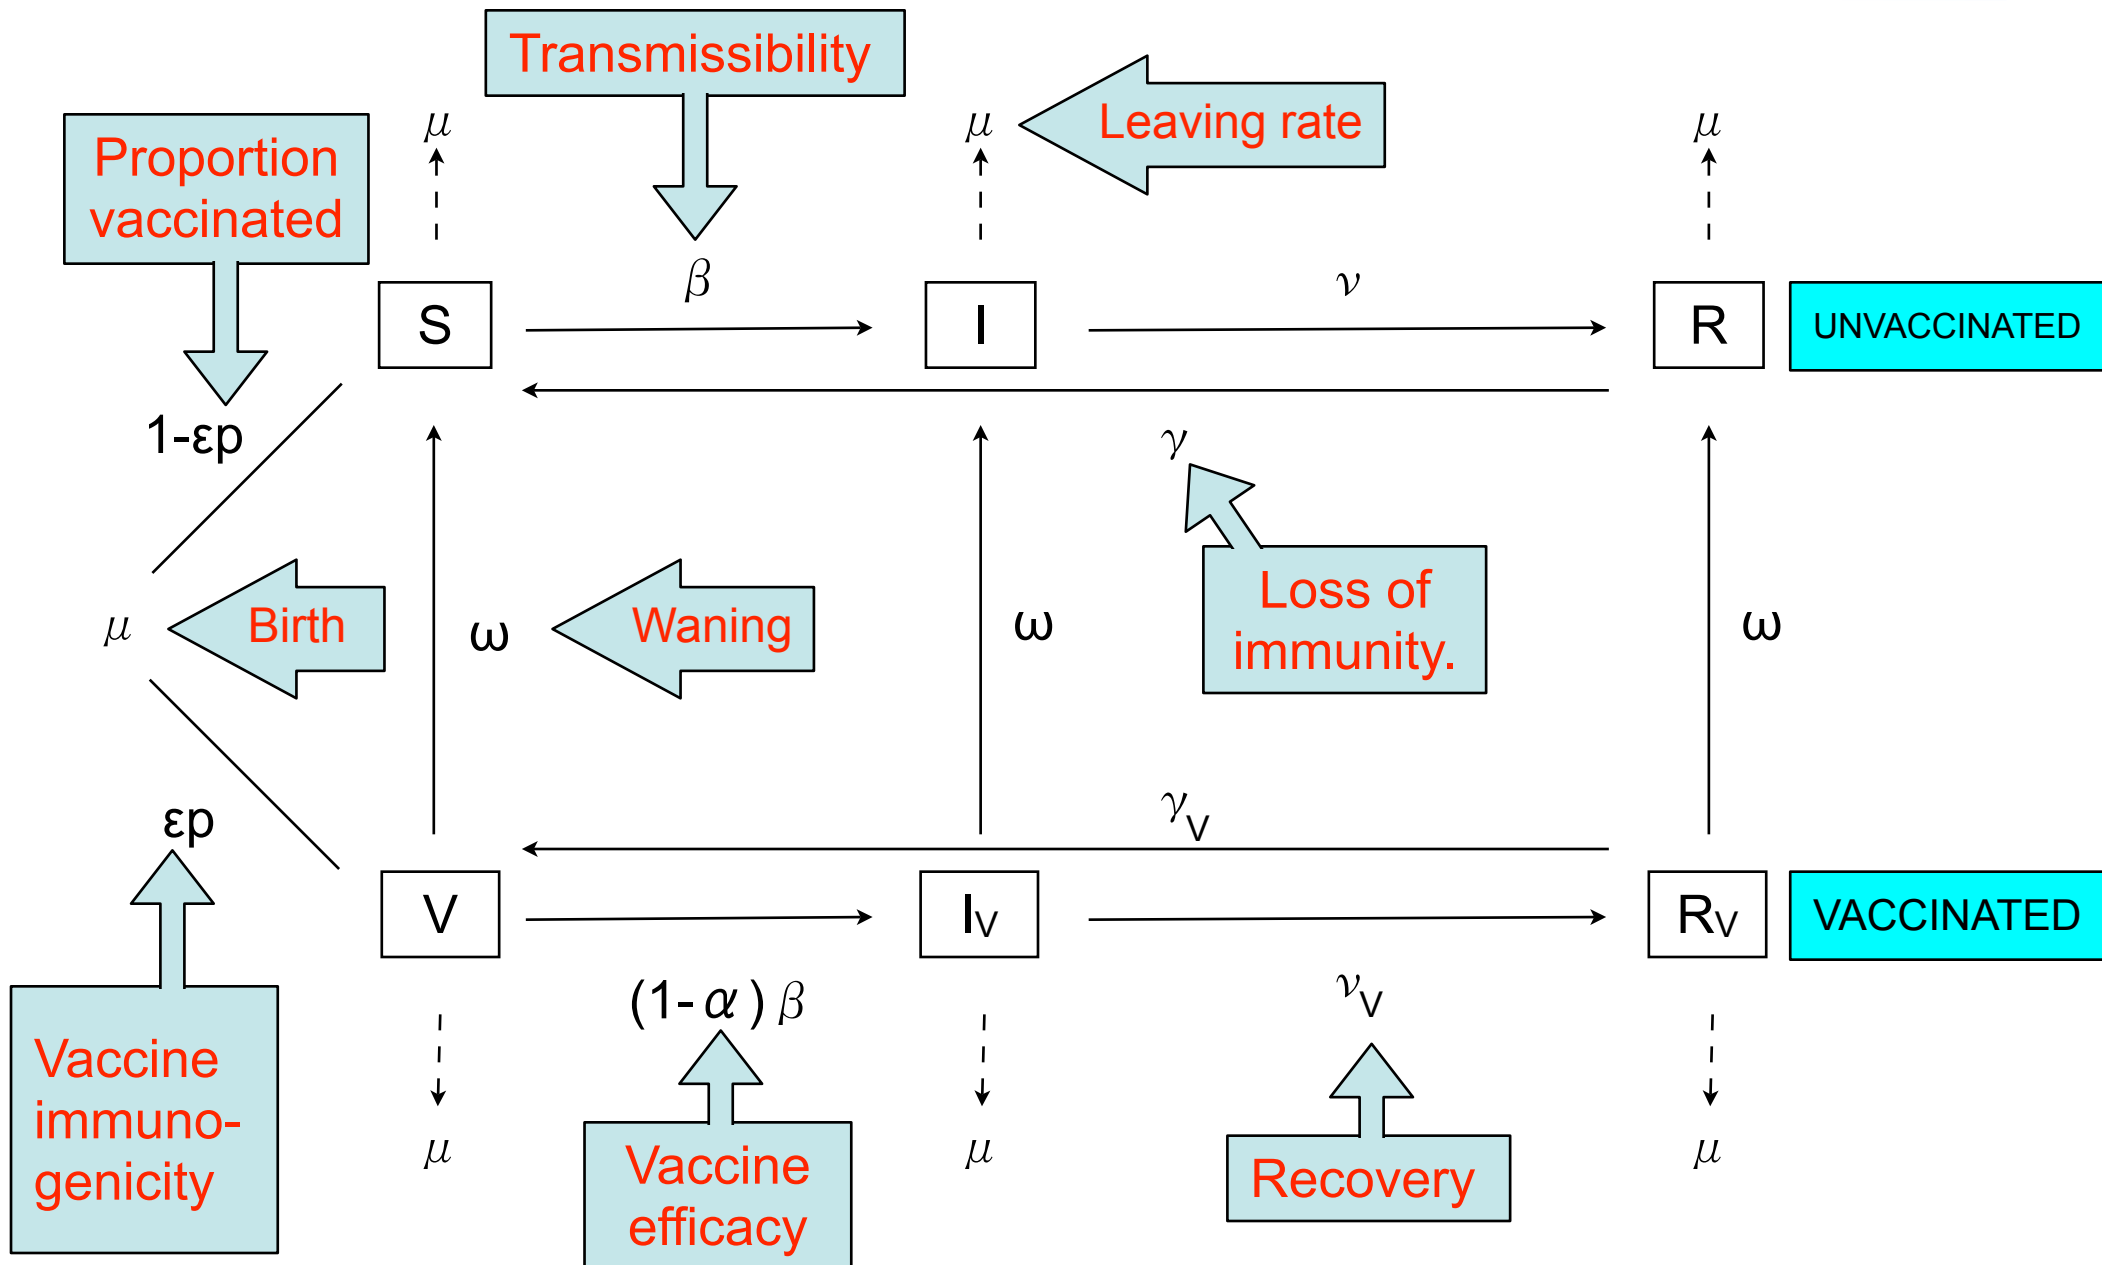 Transmissibility
μ
μ
Leaving rate
μ
Proportion
vaccinated
β
ν
S
I
R
UNVACCINATED
1-εp
γ
Loss of
immunity.
μ
Birth
ω
Waning
ω
ω
εp
γV
V
IV
RV
VACCINATED
(1-α)β
νV
Vaccine
immuno-
genicity
μ
Vaccine
efficacy
μ
Recovery
μ